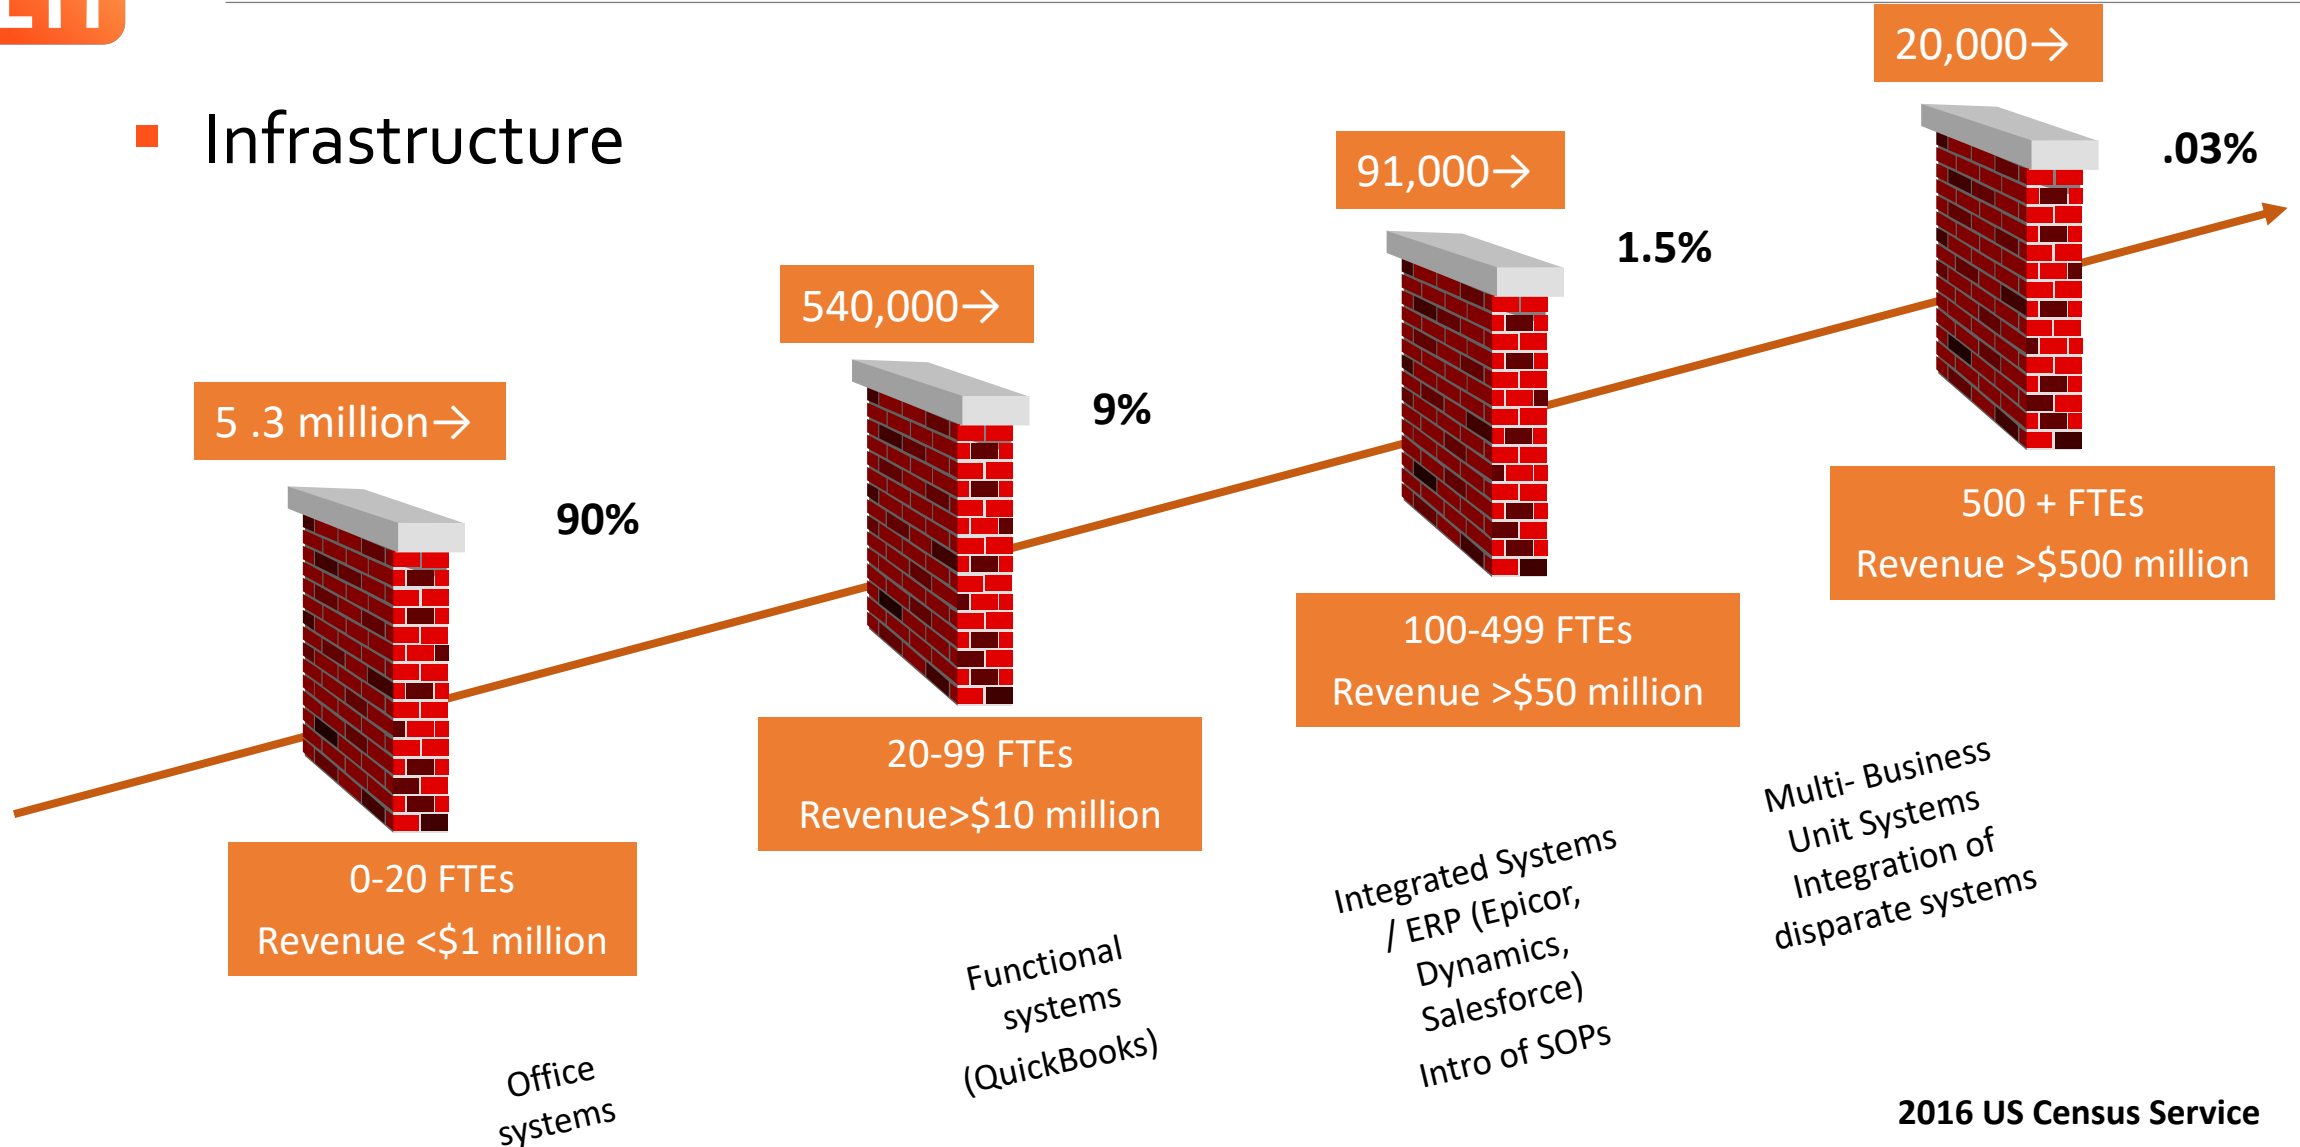 Infrastructure
5 .3 million→
90%
0-20 FTEs
Revenue <$1 million
Office
systems
540,000→
9%
20-99 FTEs
Revenue>$10 million
Functional
systems
(QuickBooks)
91,000→
1.5%
100-499 FTEs
Revenue >$50 million
Integrated Systems
/ ERP (Epicor,
Dynamics,
Salesforce)
Intro of SOPs
20,000→
.03%
500 + FTEs
Revenue >$500 million
Multi- Business
Unit Systems
Integration of
disparate systems
2016 US Census Service